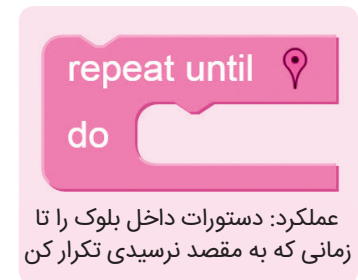 repeat until
do
عملکرد: دستورات داخل بلوک را تا
زمانی که به مقصد نرسیدی تکرار کن